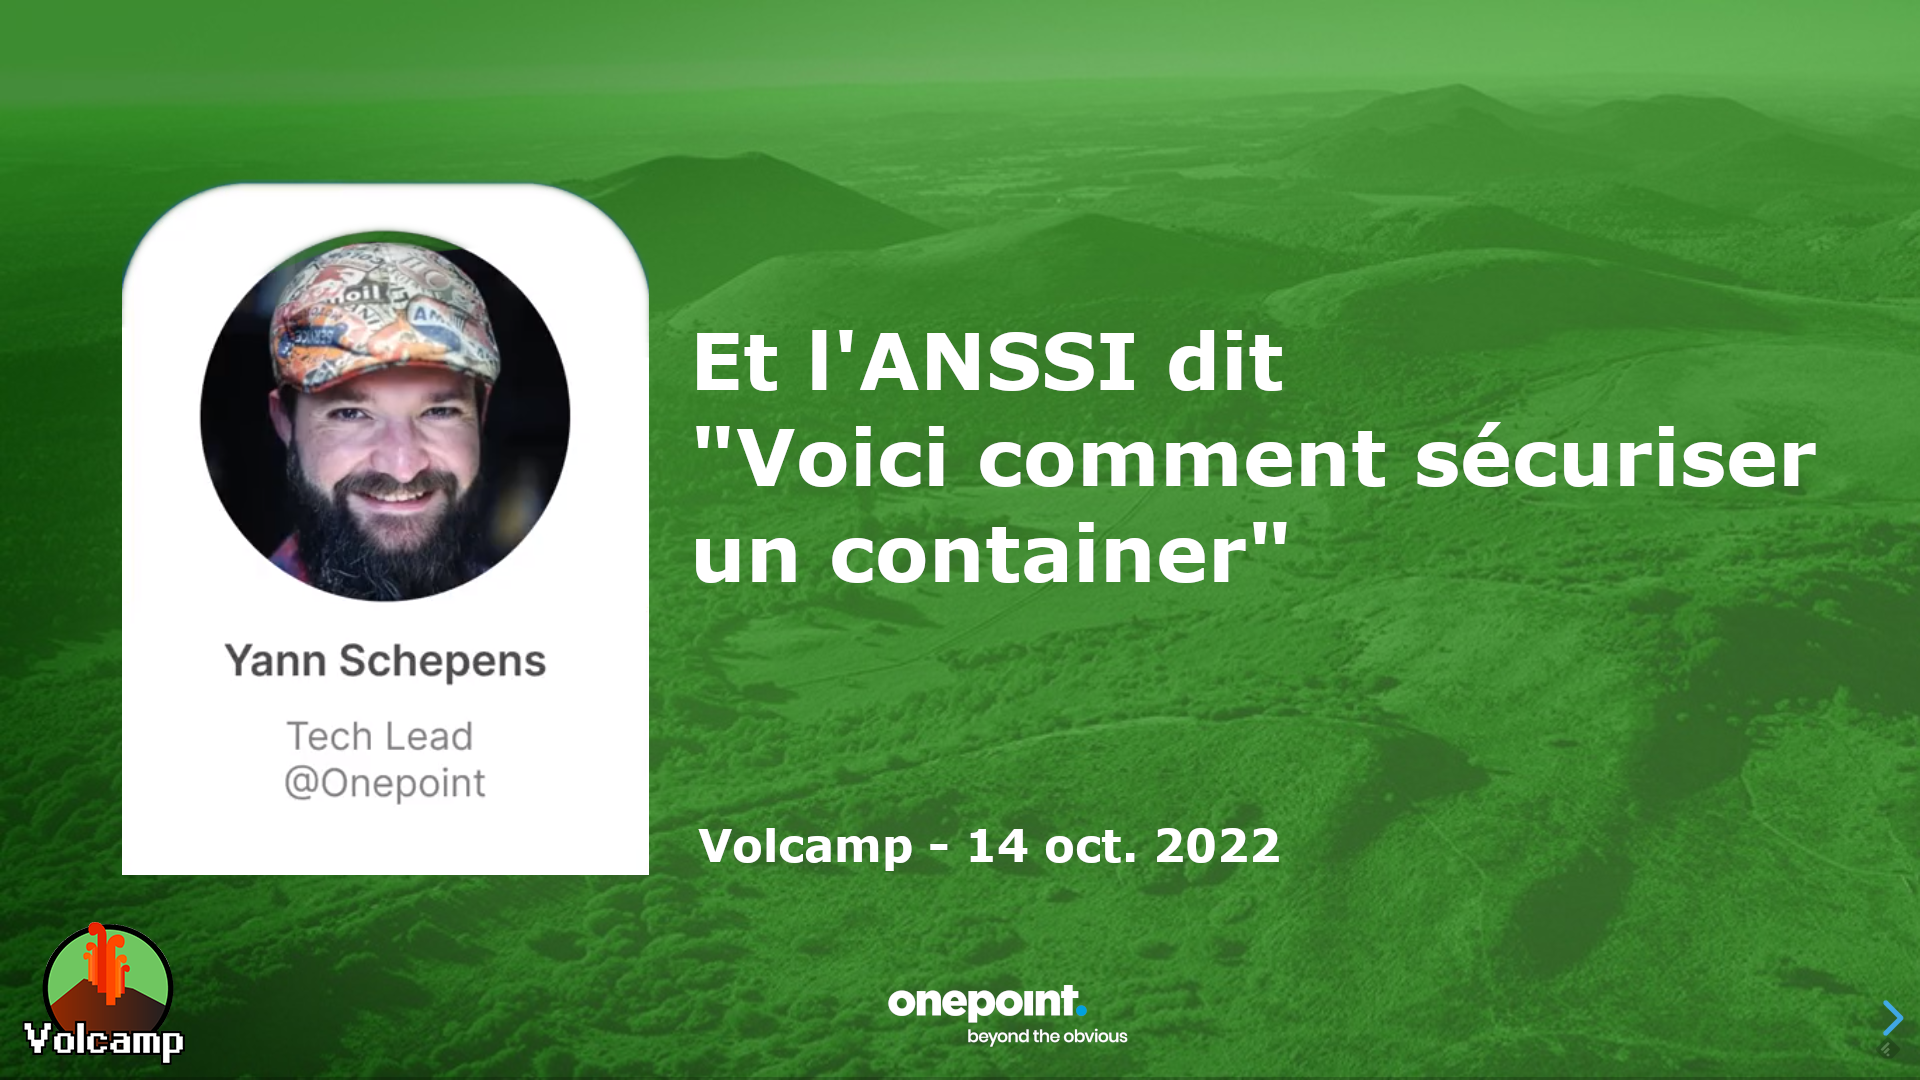 Et l'ANSSI dit
"Voici comment sécuriser
un container"
Yann Schepens
Tech Lead
@Onepoint
Volcamp - 14 oct. 2022
Volcamp
onepoint.
beyond the obvious